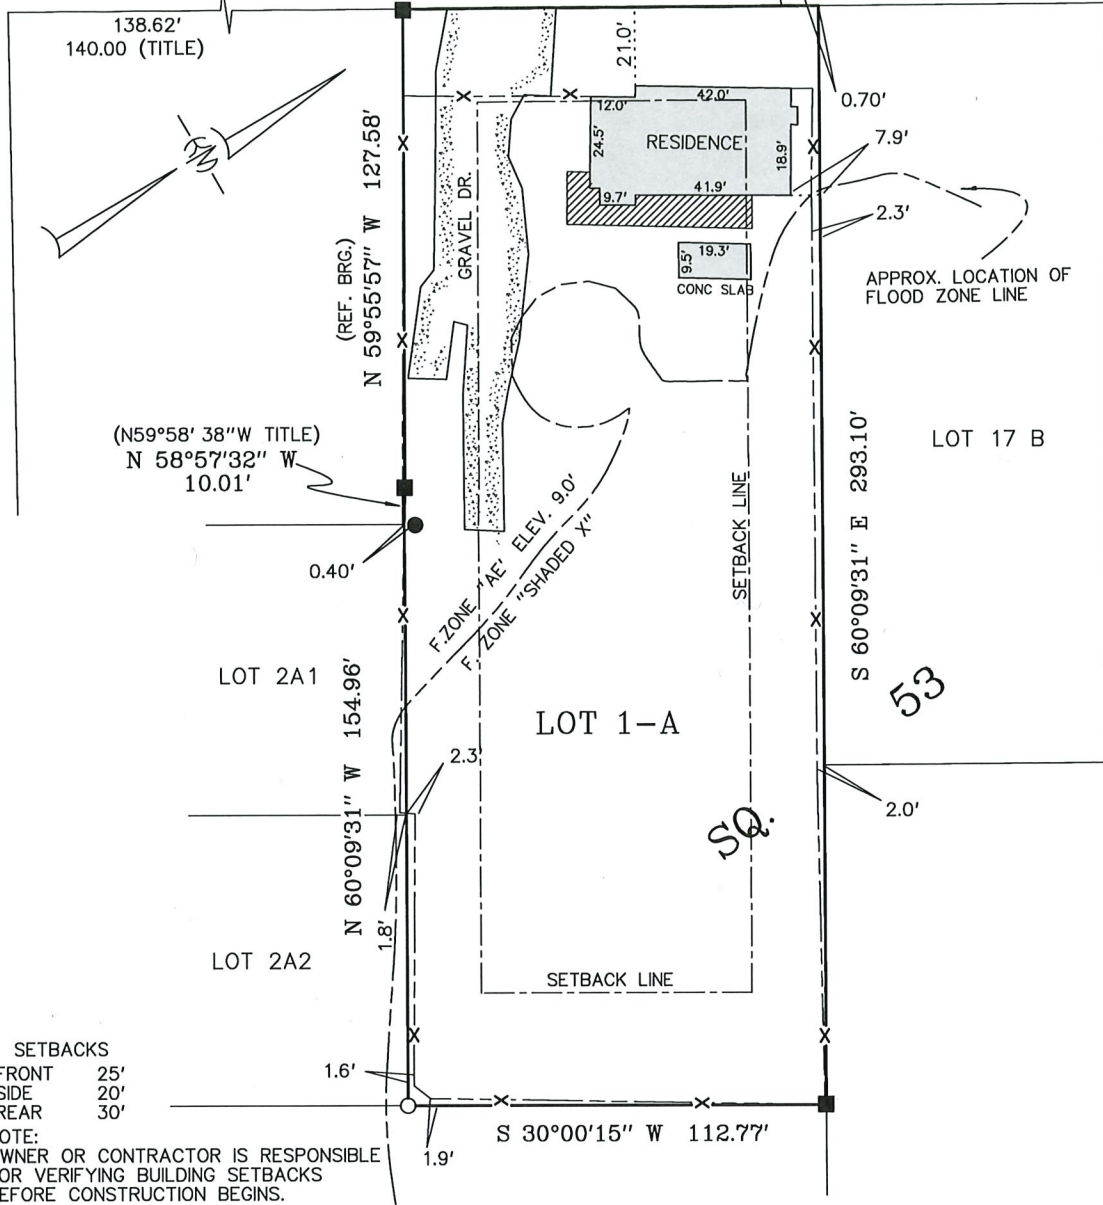 138.62'
140.00 (TITLE)
21.0'
0.70'
42.0'
12.0'
RESIDENCE
24.5'
18.9'
7.9'
9.7'
41.9'
2.3'
N 59°55'57" W 127.58'
(REF. BRG.)
GRAVEL DR.
19.3'
9.5'
CONC SLAB
APPROX. LOCATION OF
FLOOD ZONE LINE
(N59°58' 38"W TITLE)
N 58°57'32" W
10.01'
LOT 17 B
S 60°09'31" E 293.10'
SETBACK LINE
F.ZONE "AE' ELEV. 9.0'
F. ZONE "SHADED X"
0.40'
LOT 2A1
N 60°09'31" W 154.96'
53
LOT 1-A
2.3'
2.0'
SQ.
1.8'
LOT 2A2
SETBACK LINE
SETBACKS
FRONT 25'
SIDE 20'
REAR 30'
1.6'
OTE:
WNER OR CONTRACTOR IS RESPONSIBLE
OR VERIFYING BUILDING SETBACKS
EFORE CONSTRUCTION BEGINS.
1.9'
S 30°00'15" W 112.77'